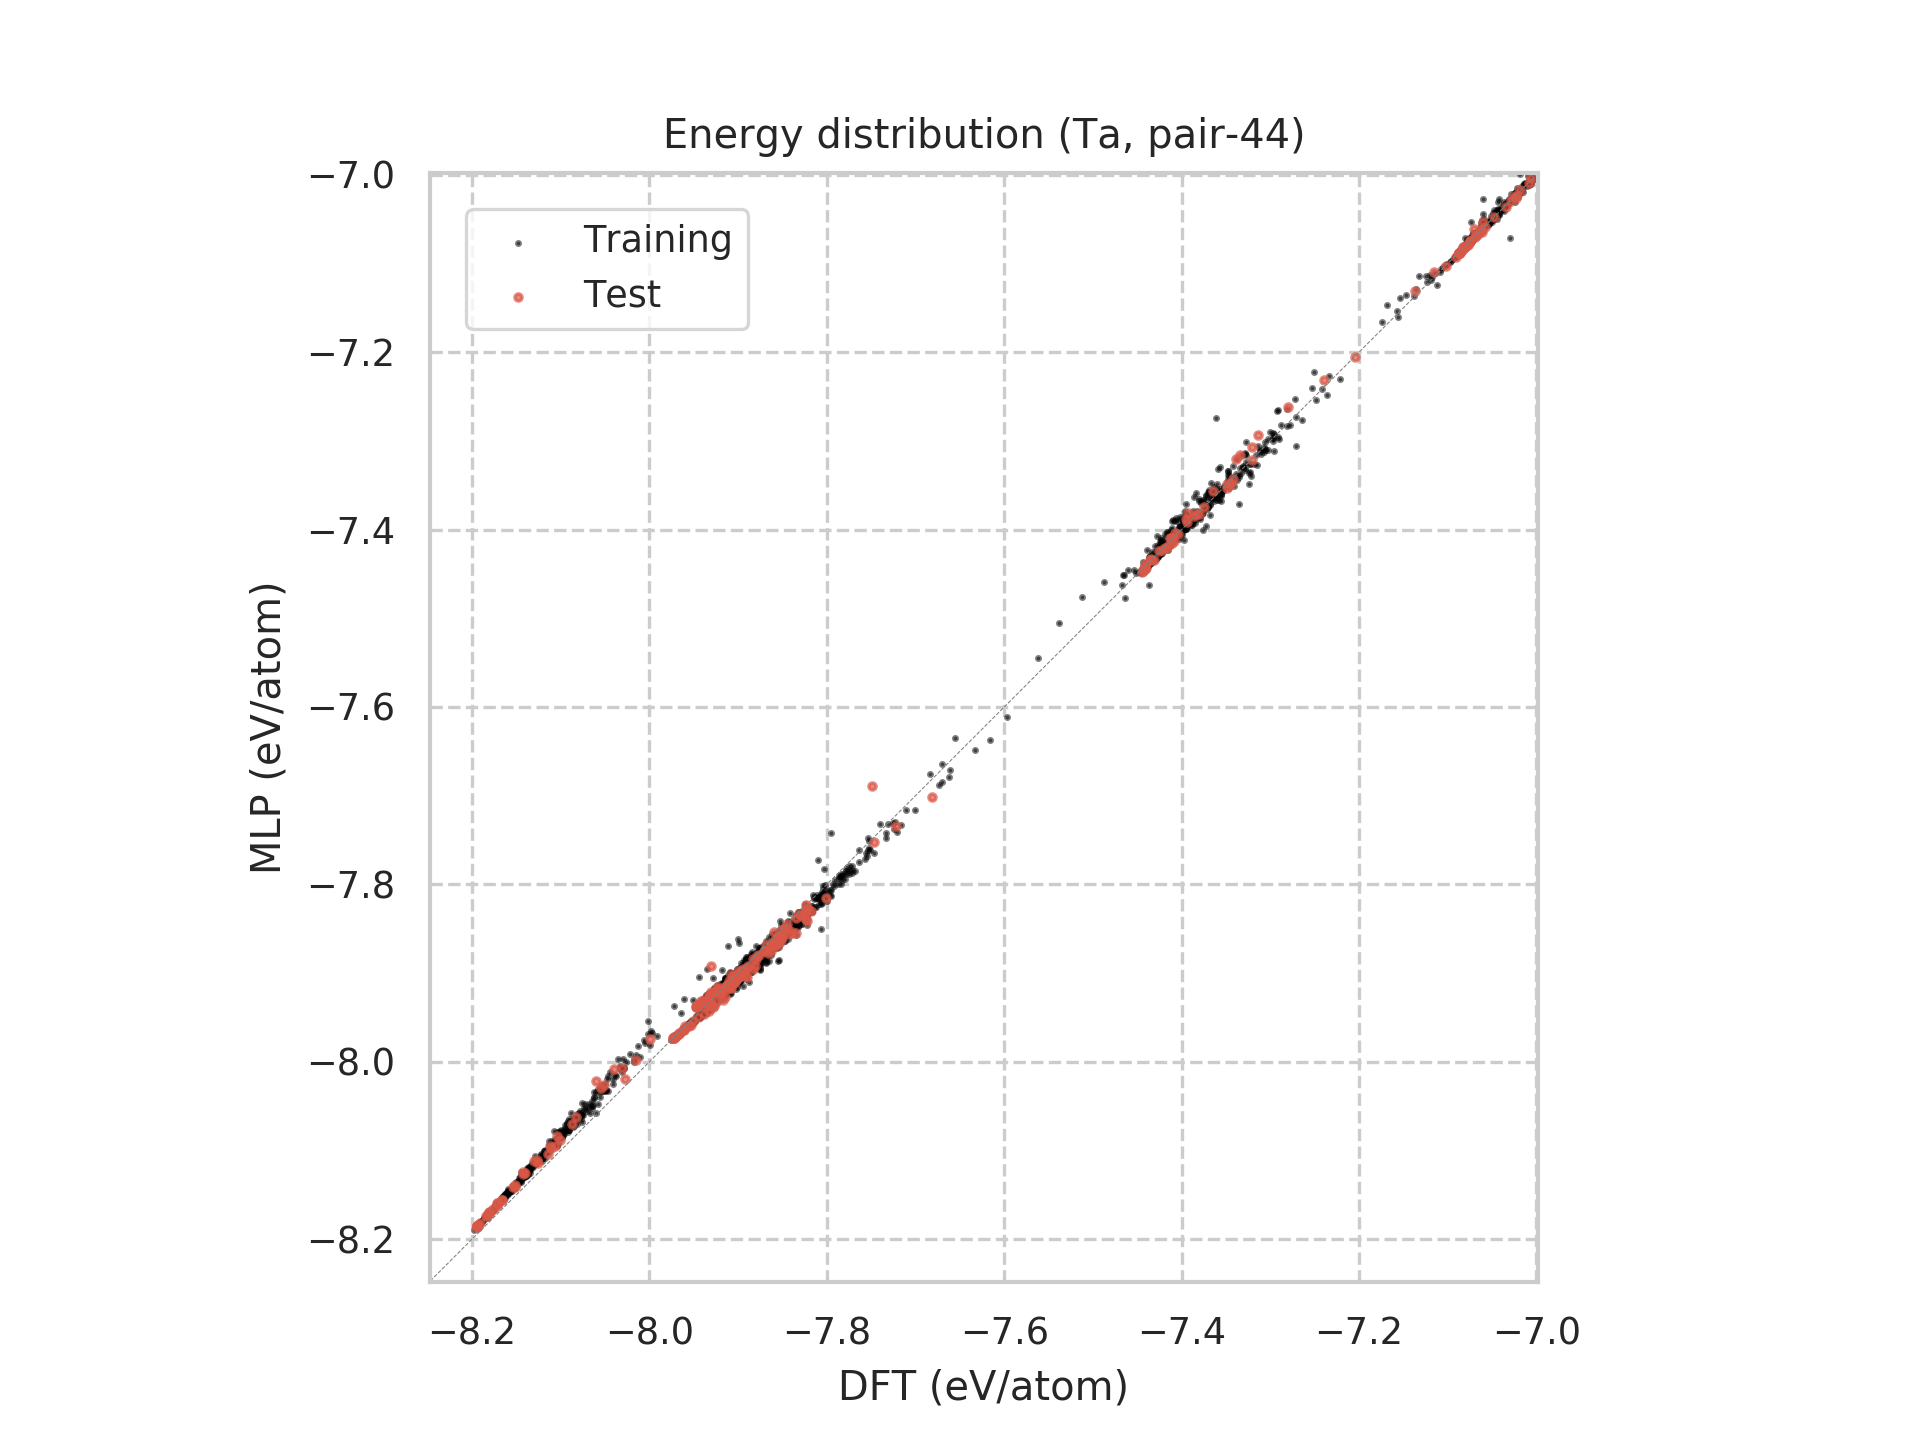 Energy distribution (Ta, pair-44)
−7.0
Training
Test
−7.2
−7.4
−7.6
−7.8
−8.0
−8.2
MLP (eV/atom)
−8.2 −8.0 −7.8 −7.6 −7.4 −7.2 −7.0
DFT (eV/atom)